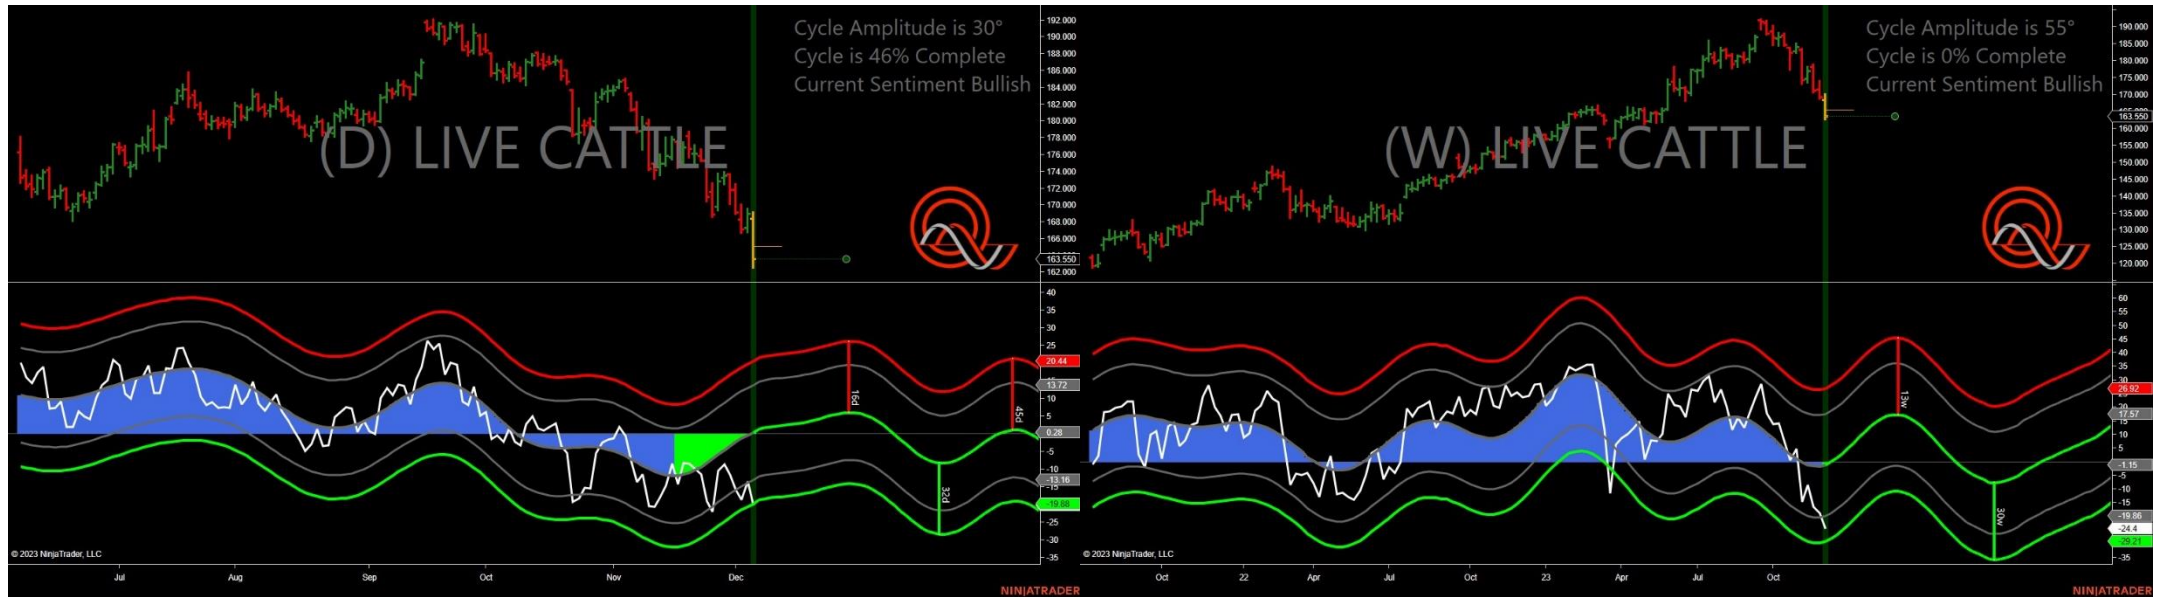 Cycle Amplitude is 30°
Cycle is 46% Complete
Current Sentiment Bullish
(D) LIVE CATTLE
192.000
190.000
188.000
186.000
184.000
182.000
180.000
178.000
176.000
174.000
172.000
170.000
168.000
166.000
163.550
162.000
40
35
30
25
20.44
13.72
10
5
0.28
-5
-10
-13.16
-19.68
-25
-30
-35
16d
32d
45d
© 2023 NinjaTrader, LLC
Jul
Aug
Sep
Oct
Nov
Dec
NINJATRADER
Cycle Amplitude is 55°
Cycle is 0% Complete
Current Sentiment Bullish
(W) LIVE CATTLE
190.000
185.000
180.000
175.000
170.000
163.550
160.000
155.000
150.000
145.000
140.000
135.000
130.000
125.000
120.000
60
55
50
45
40
35
26.92
17.57
10
5
-1.15
-5
-10
-15
-19.86
-24.4
-29.21
-35
13w
30w
© 2023 NinjaTrader, LLC
Oct
22
Apr
Jul
Oct
23
Apr
Jul
Oct
NINJATRADER